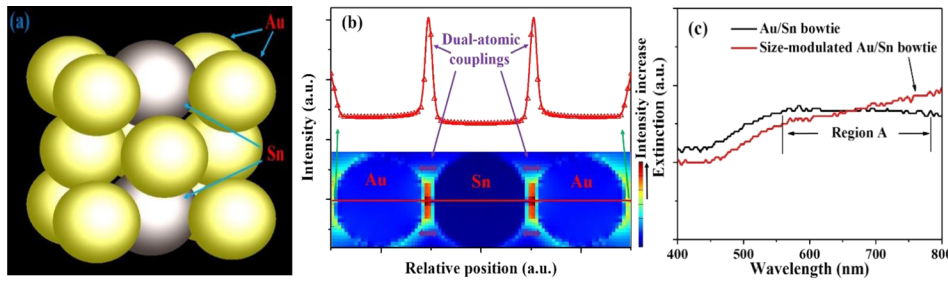 (a)
Au
Sn
(b)
Dual-atomic
couplings
Intensity (a.u.)
Au
Sn
Au
Intensity increase
Relative position (a.u.)
(c)
Au/Sn bowtie
Size-modulated Au/Sn bowtie
Region A
Extinction (a.u.)
400
500
600
700
800
Wavelength (nm)